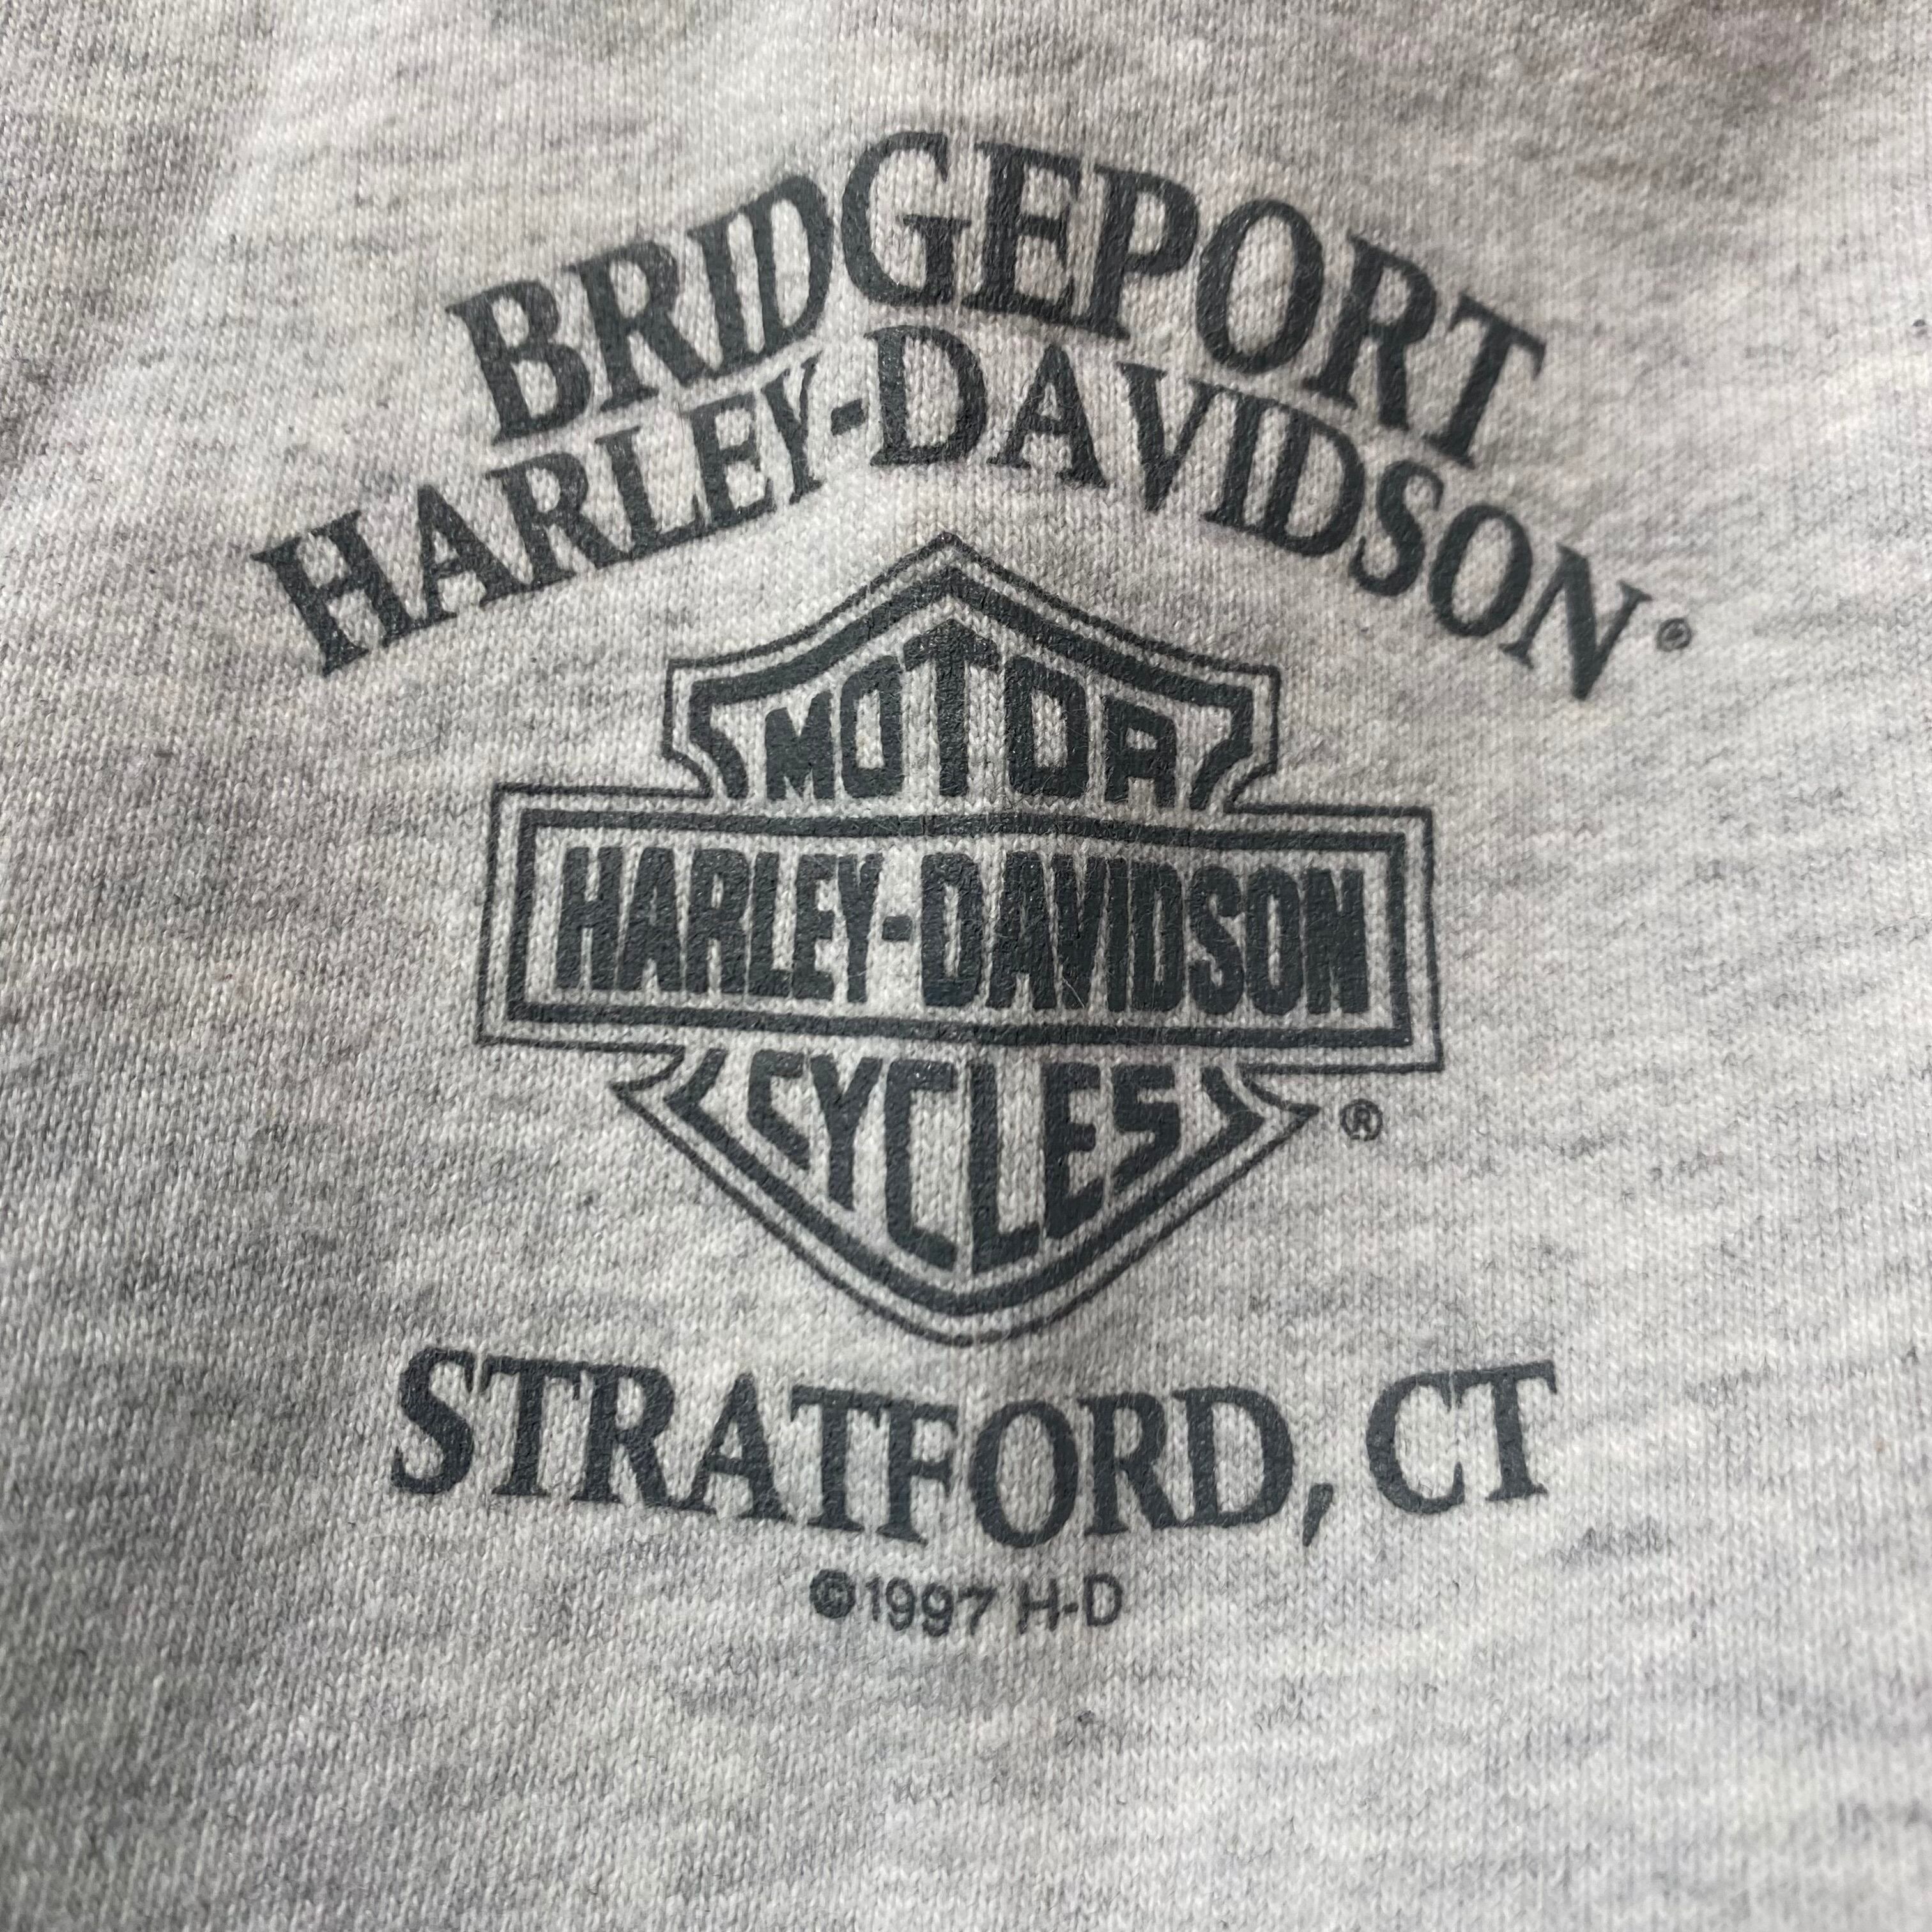 BRIDGEPORT
HARLEY-DAVIDSON®
MOTOR
HARLEY-DAVIDSON
CYCLES
®
STRATFORD, CT
©1997 H-D